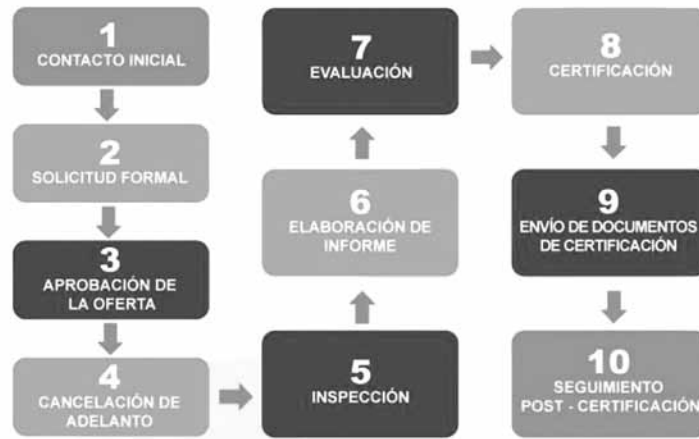 1
CONTACTO INICIAL
2
SOLICITUD FORMAL
3
APROBACIÓN DE
LA OFERTA
4
CANCELACIÓN DE
ADELANTO
5
INSPECCIÓN
6
ELABORACIÓN DE
INFORME
7
EVALUACIÓN
8
CERTIFICACIÓN
9
ENVÍO DE DOCUMENTOS
DE CERTIFICACIÓN
10
SEGUIMIENTO
POST - CERTIFICACIÓN